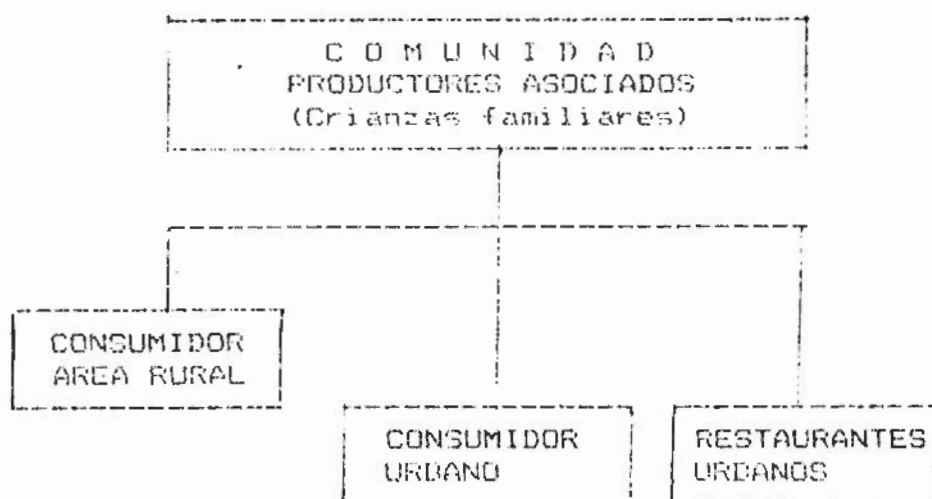 C O M U N I D A D
PRODUCTORES ASOCIADOS
(Crianzas familiares)
CONSUMIDOR
AREA RURAL
CONSUMIDOR
URBANO
RESTAURANTES
URBANOS